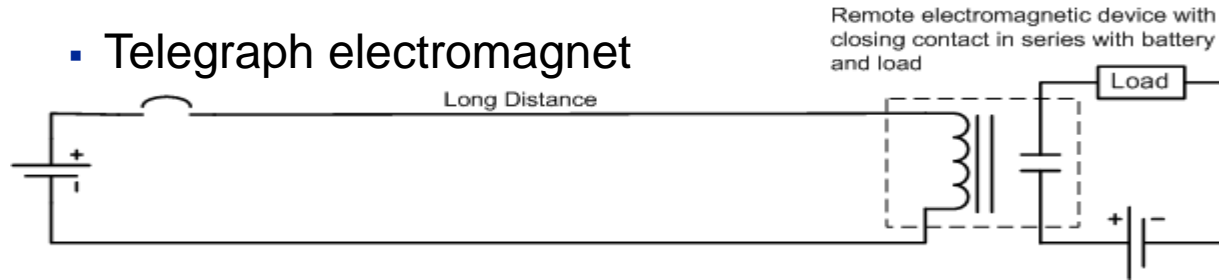 Remote electromagnetic device with
closing contact in series with battery
and load
▪ Telegraph electromagnet
Long Distance
Load
+
-
+
-